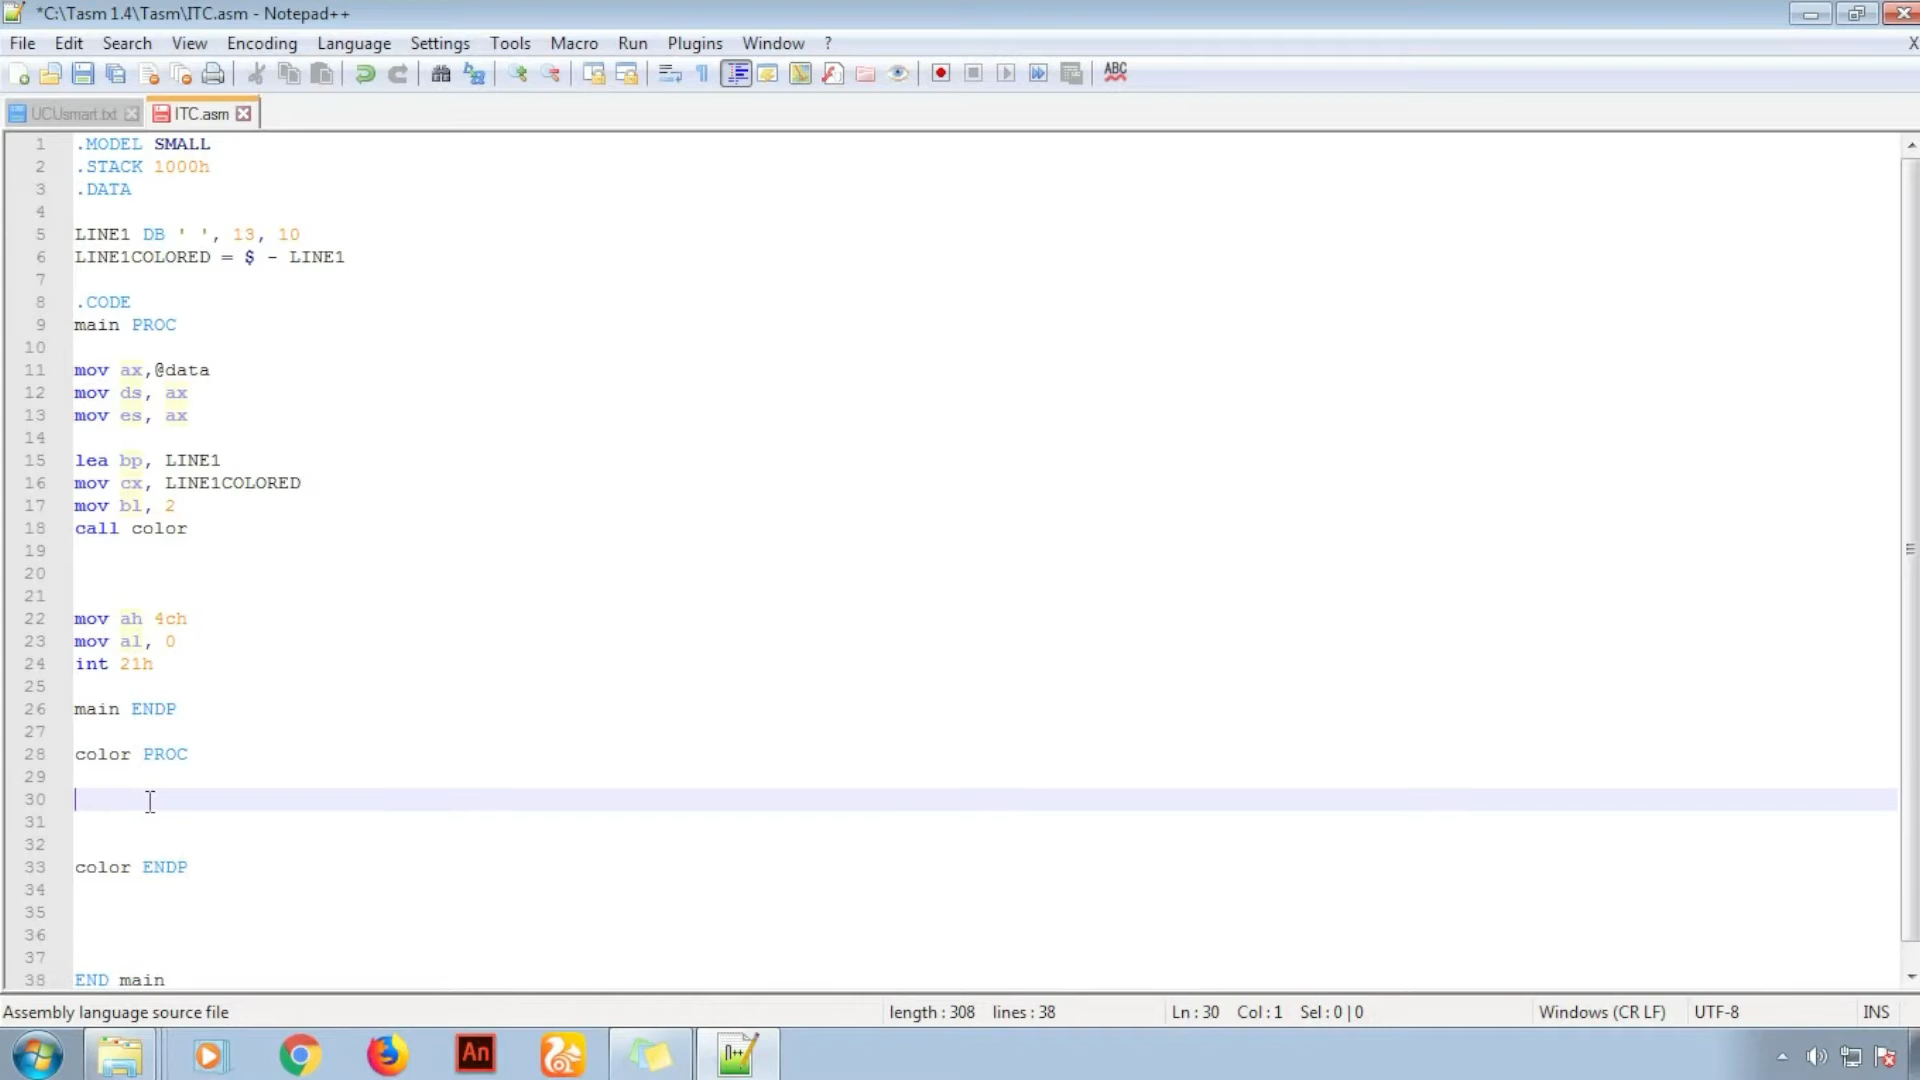 *C:\Tasm 1.4\Tasm\ITC.asm - Notepad++
File Edit Search View Encoding Language Settings Tools Macro Run Plugins Window ? X
ABC
UCUsmart.txt ITC.asm
1 .MODEL SMALL
2 .STACK 1000h
3 .DATA
4
5 LINE1 DB ' ', 13, 10
6 LINE1COLORED = $ - LINE1
7
8 .CODE
9 main PROC
10
11 mov ax,@data
12 mov ds, ax
13 mov es, ax
14
15 lea bp, LINE1
16 mov cx, LINE1COLORED
17 mov bl, 2
18 call color
19
20
21
22 mov ah 4ch
23 mov al, 0
24 int 21h
25
26 main ENDP
27
28 color PROC
29
30
31
32
33 color ENDP
34
35
36
37
38 END main
Assembly language source file length : 308 lines : 38 Ln : 30 Col : 1 Sel : 0 | 0 Windows (CR LF) UTF-8 INS
An n++